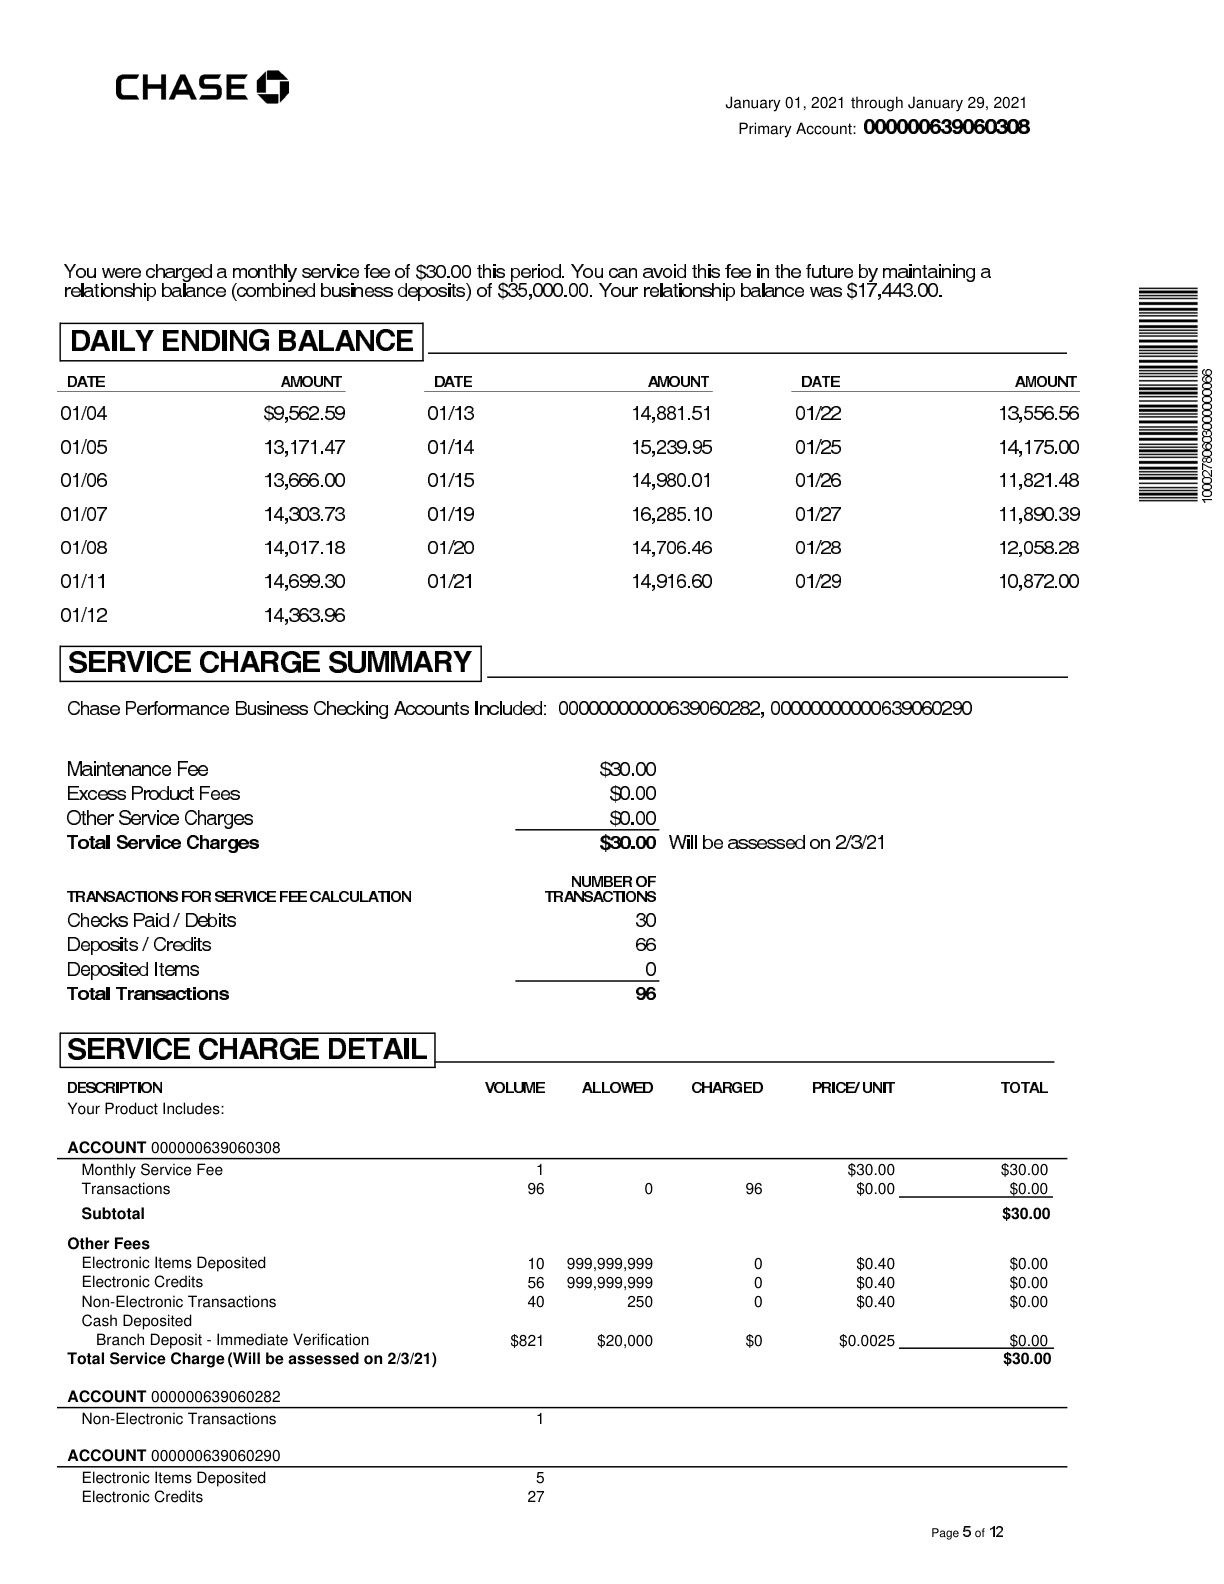 CHASE
January 01, 2021 through January 29, 2021
Primary Account: 000000639060308
You were charged a monthly service fee of $30.00 this period. You can avoid this fee in the future by maintaining a
relationship balance (combined business deposits) of $35,000.00. Your relationship balance was $17,443.00.
DAILY ENDING BALANCE
DATE AMOUNT DATE AMOUNT DATE AMOUNT
01/04 $9,562.59 01/13 14,881.51 01/22 13,556.56
01/05 13,171.47 01/14 15,239.95 01/25 14,175.00
01/06 13,666.00 01/15 14,980.01 01/26 11,821.48
01/07 14,303.73 01/19 16,285.10 01/27 11,890.39
01/08 14,017.18 01/20 14,706.46 01/28 12,058.28
01/11 14,699.30 01/21 14,916.60 01/29 10,872.00
01/12 14,363.96
10002780603000000066
SERVICE CHARGE SUMMARY
Chase Performance Business Checking Accounts Included: 00000000000639060282, 00000000000639060290
Maintenance Fee $30.00
Excess Product Fees $0.00
Other Service Charges $0.00
Total Service Charges $30.00 Will be assessed on 2/3/21
NUMBER OF
TRANSACTIONS FOR SERVICE FEE CALCULATION TRANSACTIONS
Checks Paid / Debits 30
Deposits / Credits 66
Deposited Items 0
Total Transactions 96
SERVICE CHARGE DETAIL
DESCRIPTION VOLUME ALLOWED CHARGED PRICE/ UNIT TOTAL
Your Product Includes:
ACCOUNT 000000639060308
Monthly Service Fee 1 $30.00 $30.00
Transactions 96 0 96 $0.00 $0.00
Subtotal $30.00
Other Fees
Electronic Items Deposited 10 999,999,999 0 $0.40 $0.00
Electronic Credits 56 999,999,999 0 $0.40 $0.00
Non-Electronic Transactions 40 250 0 $0.40 $0.00
Cash Deposited
Branch Deposit - Immediate Verification $821 $20,000 $0 $0.0025 $0.00
Total Service Charge (Will be assessed on 2/3/21) $30.00
ACCOUNT 000000639060282
Non-Electronic Transactions 1
ACCOUNT 000000639060290
Electronic Items Deposited 5
Electronic Credits 27
Page 5 of 12